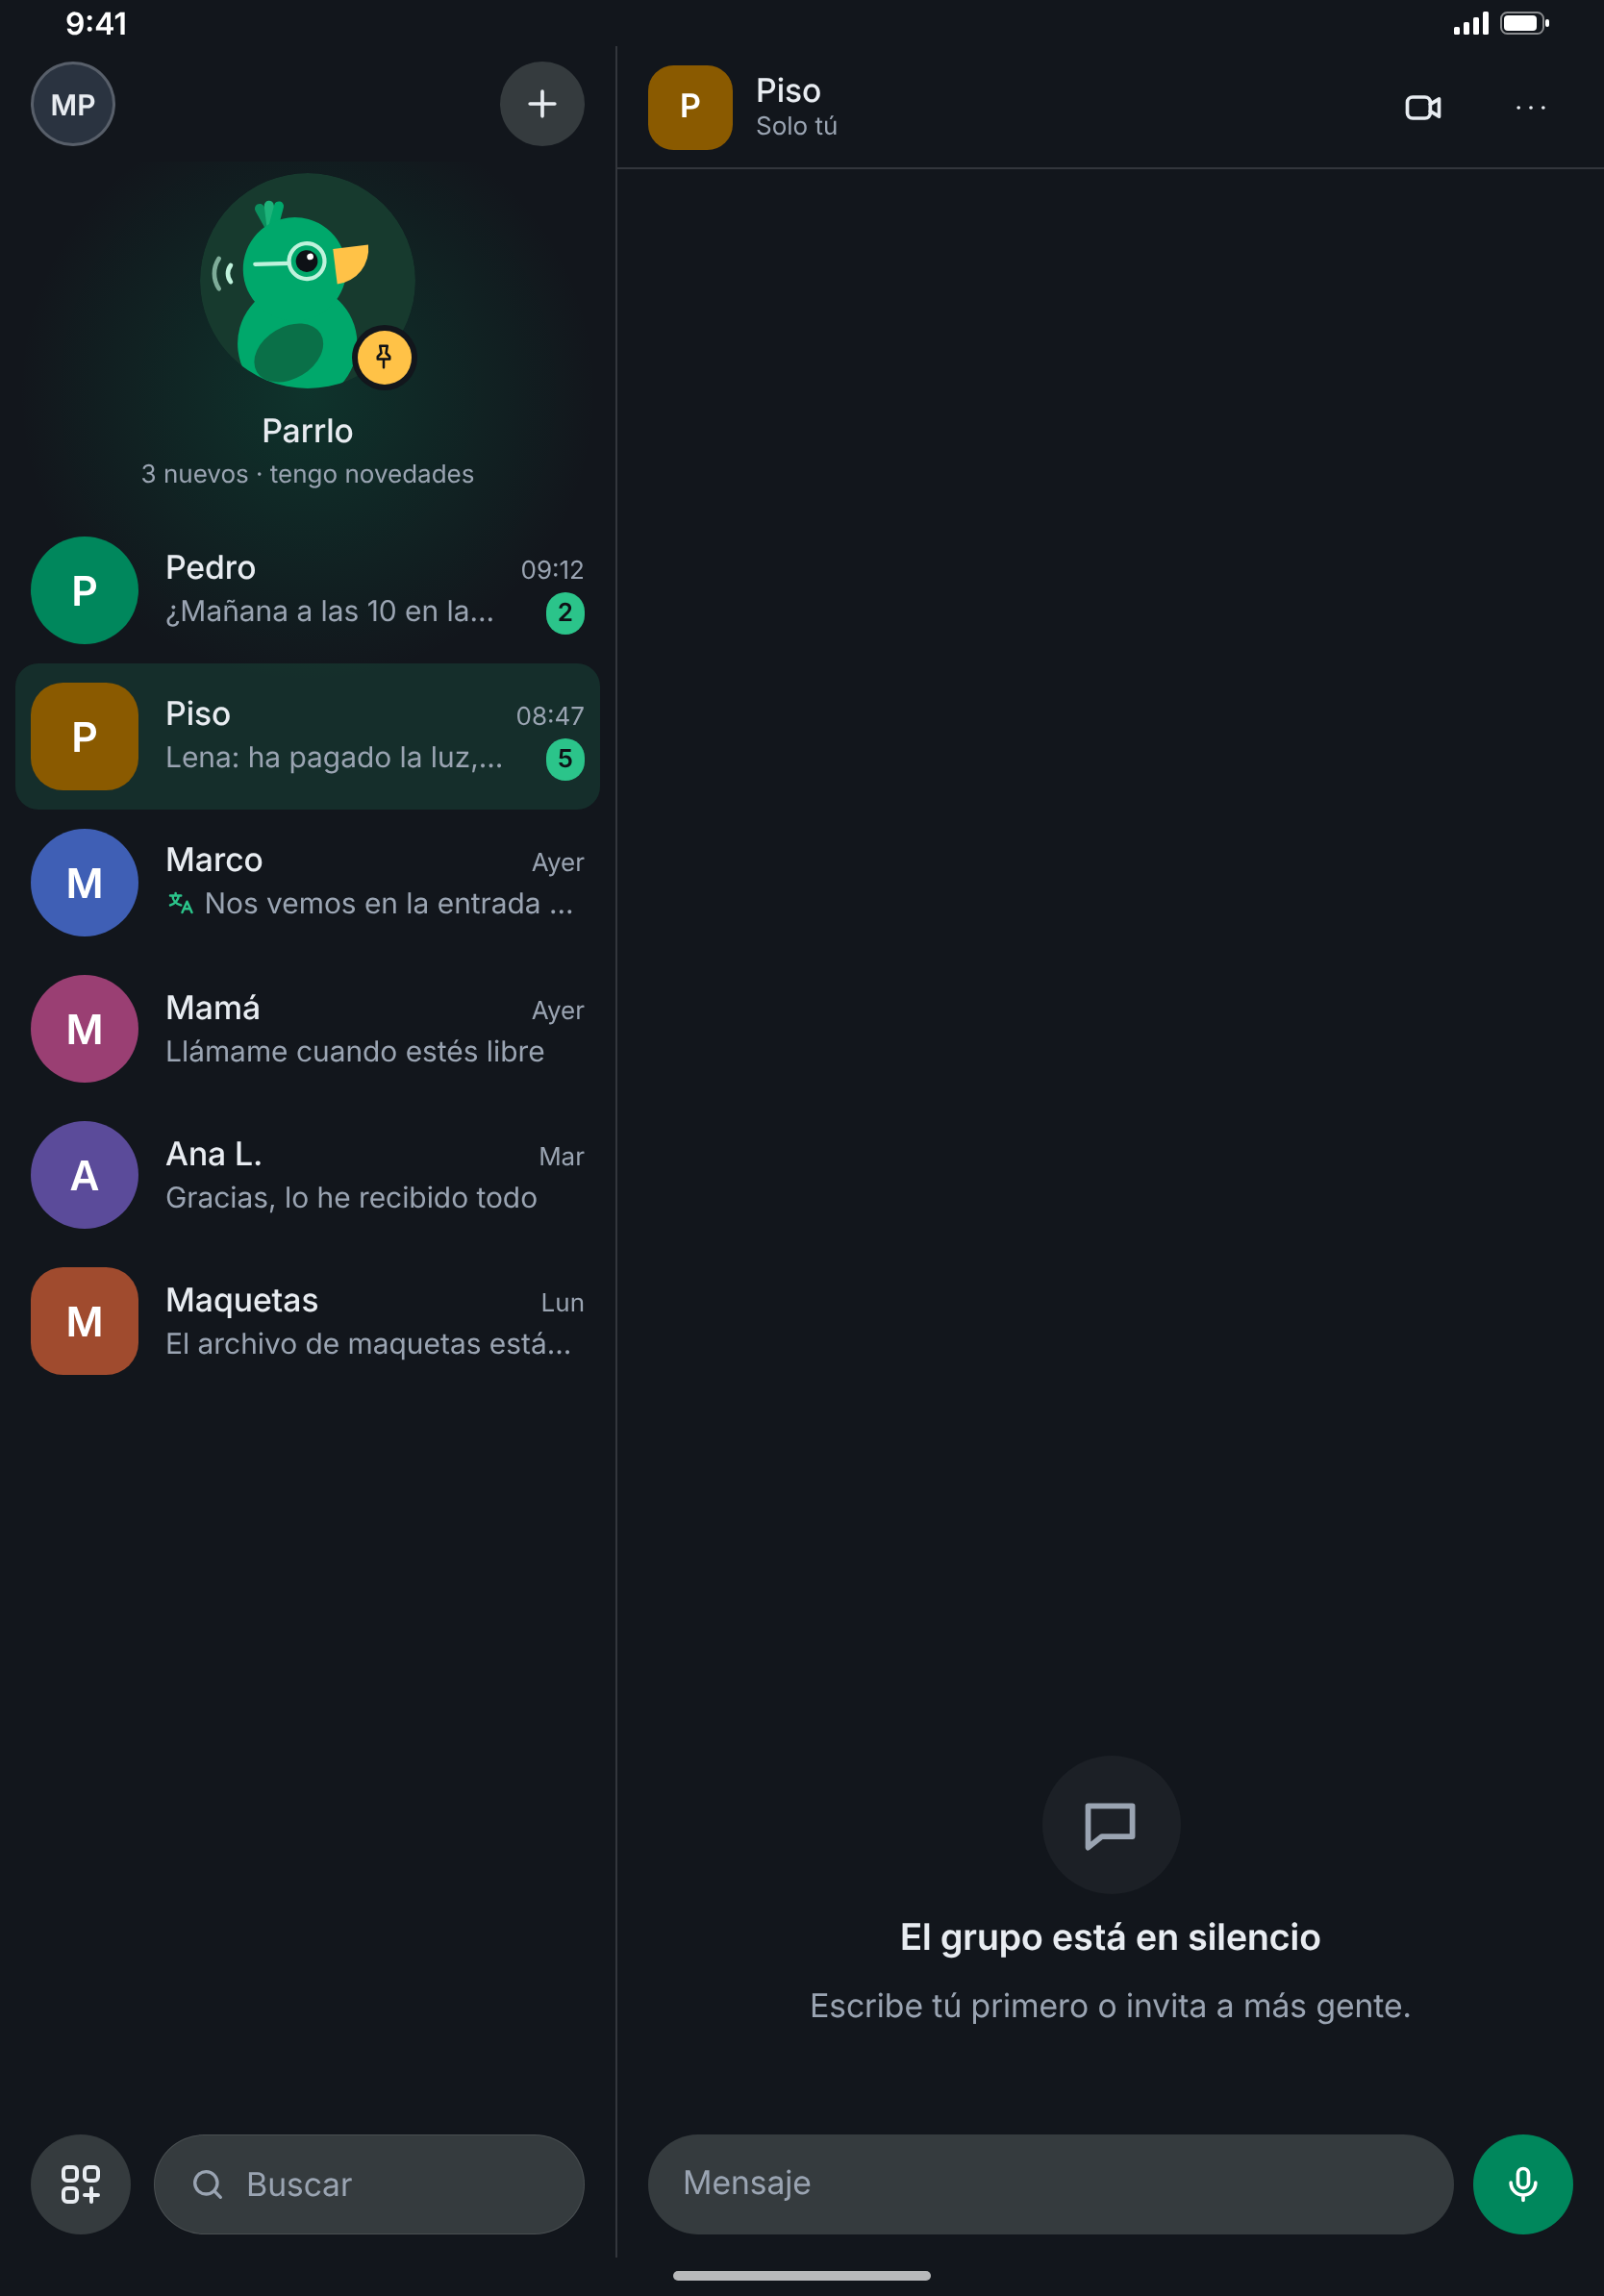 9:41
MP
Parrlo
3 nuevos · tengo novedades
P
Pedro
09:12
¿Mañana a las 10 en la...
2
P
Piso
08:47
Lena: ha pagado la luz,...
5
M
Marco
Ayer
Nos vemos en la entrada ...
M
Mamá
Ayer
Llámame cuando estés libre
A
Ana L.
Mar
Gracias, lo he recibido todo
M
Maquetas
Lun
El archivo de maquetas está...
Buscar
P
Piso
Solo tú
El grupo está en silencio
Escribe tú primero o invita a más gente.
Mensaje